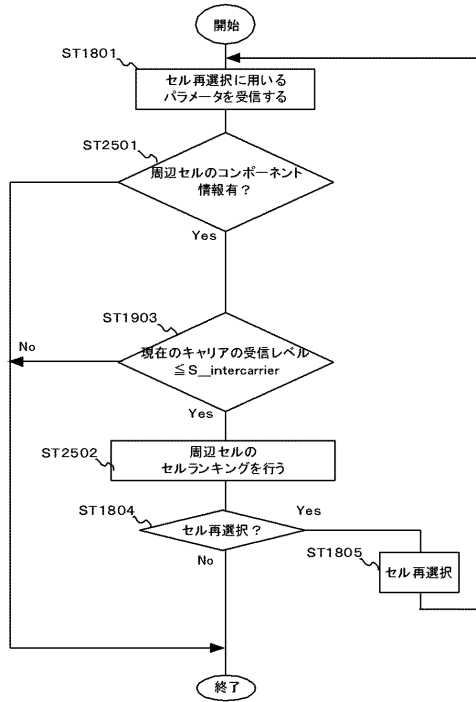 開始
ST1801
セル再選択に用いる
パラメータを受信する
ST2501
周辺セルのコンポーネント
情報有？
Yes
ST1903
No
現在のキャリアの受信レベル
≦S__intercarrier
Yes
ST2502
周辺セルの
セルランキングを行う
ST1804
Yes
セル再選択？
No
ST1805
セル再選択
終了